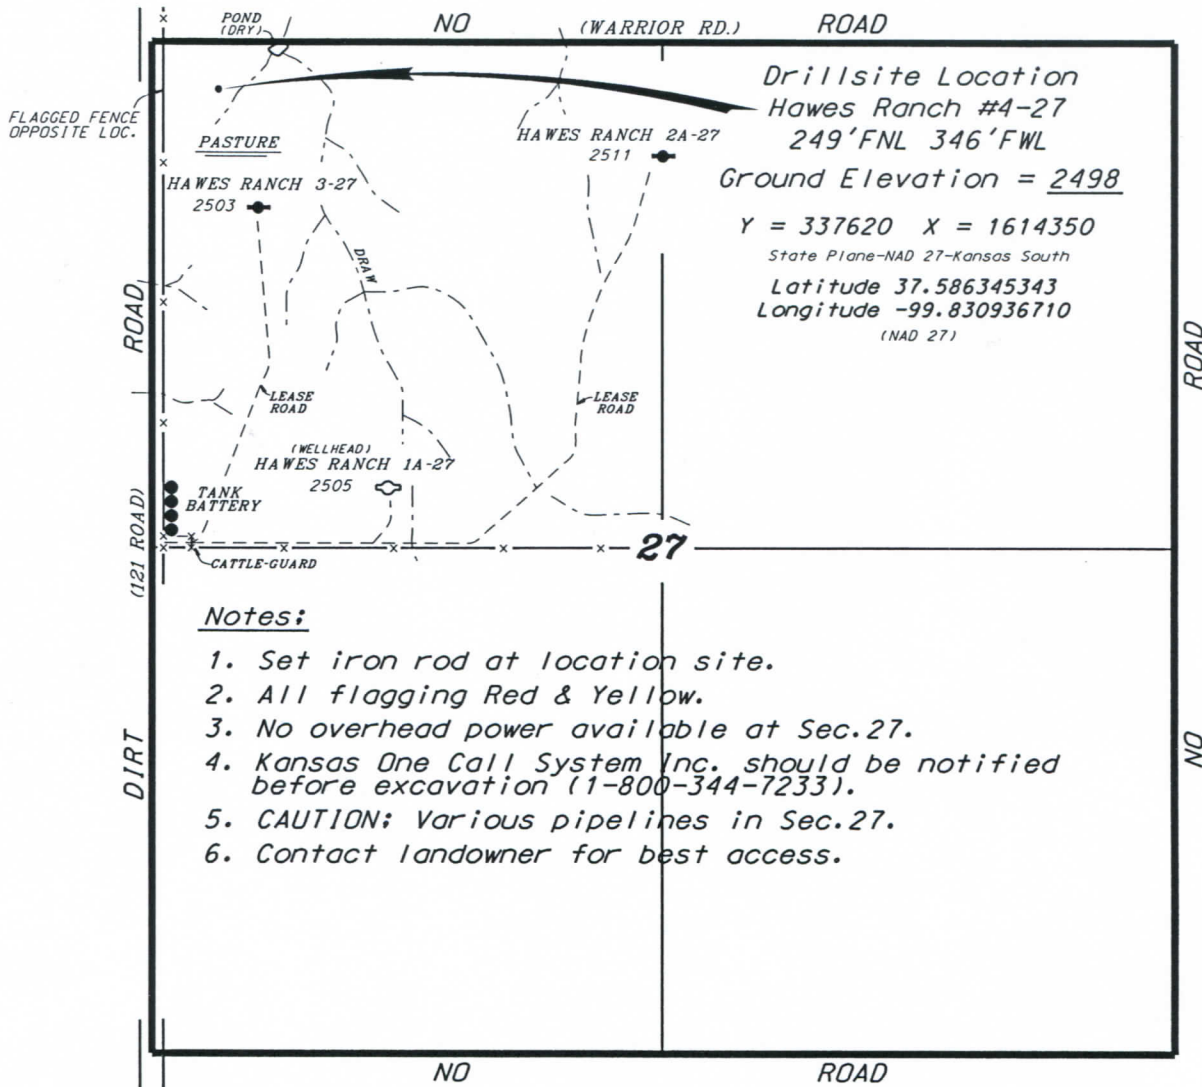 NO (WARRIOR RD.) ROAD
POND
(DRY)
FLAGGED FENCE
OPPOSITE LOC.
PASTURE
Drillsite Location
Hawes Ranch #4-27
249'FNL 346'FWL
Ground Elevation = 2498
Y = 337620 X = 1614350
State Plane-NAD 27-Kansas South
Latitude 37.586345343
Longitude -99.830936710
(NAD 27)
HAWES RANCH 2A-27
2511
HAWES RANCH 3-27
2503
DRAW
ROAD
ROAD
LEASE
ROAD
LEASE
ROAD
(WELLHEAD)
HAWES RANCH 1A-27
2505
TANK
BATTERY
(121 ROAD)
CATTLE-GUARD
27
Notes:
1. Set iron rod at location site.
2. All flagging Red & Yellow.
3. No overhead power available at Sec.27.
4. Kansas One Call System Inc. should be notified
before excavation (1-800-344-7233).
5. CAUTION: Various pipelines in Sec.27.
6. Contact landowner for best access.
DIRT
NO
NO ROAD